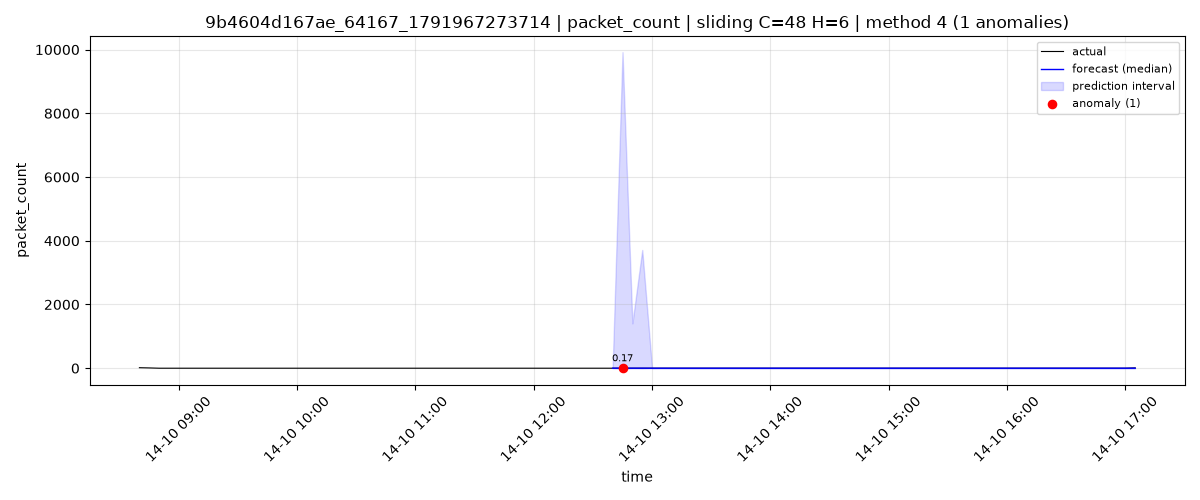 9b4604d167ae_64167_1791967273714 | packet_count | sliding C=48 H=6 | method 4 (1 anomalies)
actual
forecast (median)
prediction interval
anomaly (1)
packet_count
10000
8000
6000
4000
2000
0
0.17
14-10 09:00
14-10 10:00
14-10 11:00
14-10 12:00
14-10 13:00
14-10 14:00
14-10 15:00
14-10 16:00
14-10 17:00
time